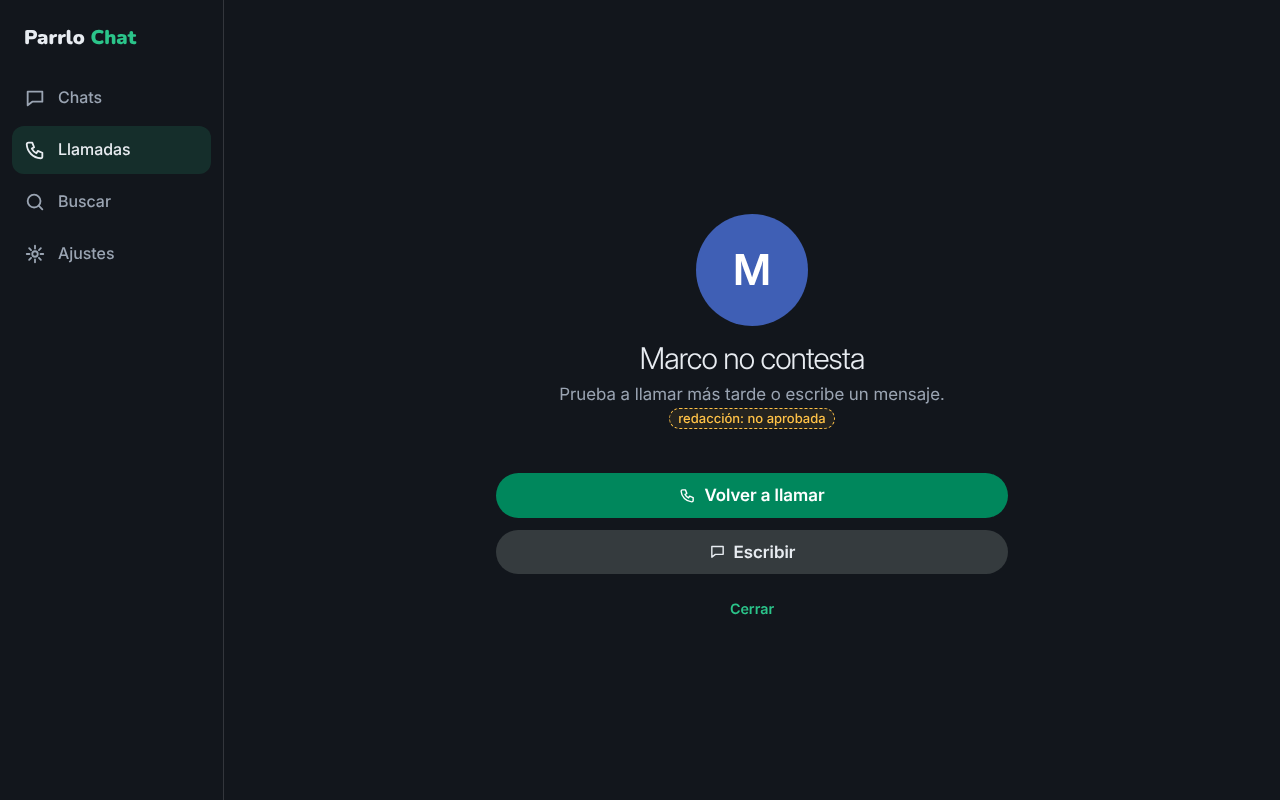 Parrlo Chat
Chats
Llamadas
Buscar
Ajustes
M
Marco no contesta
Prueba a llamar más tarde o escribe un mensaje.
redacción: no aprobada
Volver a llamar
Escribir
Cerrar